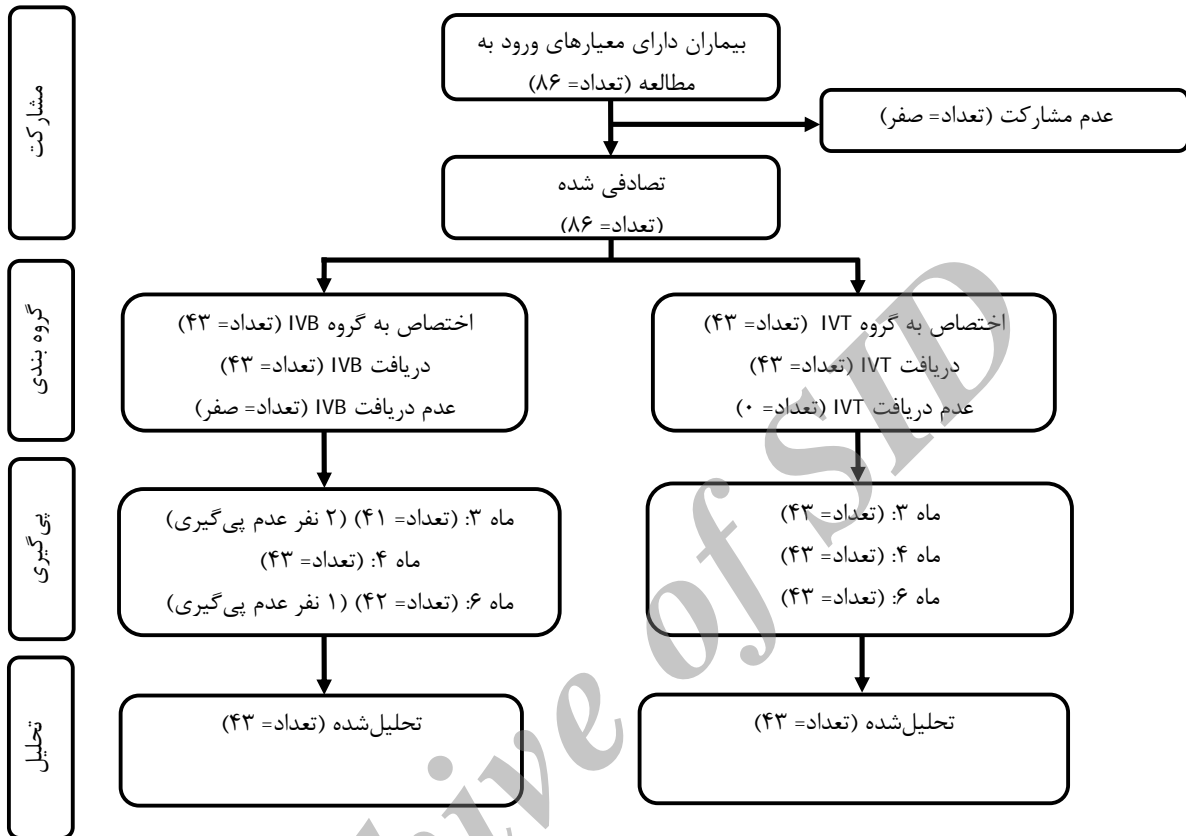 مشارکت
بیماران دارای معیارهای ورود به
مطالعه (تعداد= ۸۶)
عدم مشارکت (تعداد= صفر)
تصادفی شده
(تعداد= ۸۶)
گروه بندی
اختصاص به گروه IVT (تعداد= ۴۳)
دریافت IVT (تعداد= ۴۳)
عدم دریافت IVT (تعداد= ۰)
اختصاص به گروه IVB (تعداد= ۴۳)
دریافت IVB (تعداد= ۴۳)
عدم دریافت IVB (تعداد= صفر)
پی‌گیری
ماه ۳: (تعداد= ۴۳)
ماه ۴: (تعداد= ۴۳)
ماه ۶: (تعداد= ۴۳)
ماه ۳: (تعداد= ۴۱) (۲ نفر عدم پی‌گیری)
ماه ۴: (تعداد= ۴۳)
ماه ۶: (تعداد= ۴۲) (۱ نفر عدم پی‌گیری)
تحلیل
تحلیل‌شده (تعداد= ۴۳)
تحلیل‌شده (تعداد= ۴۳)
of SID